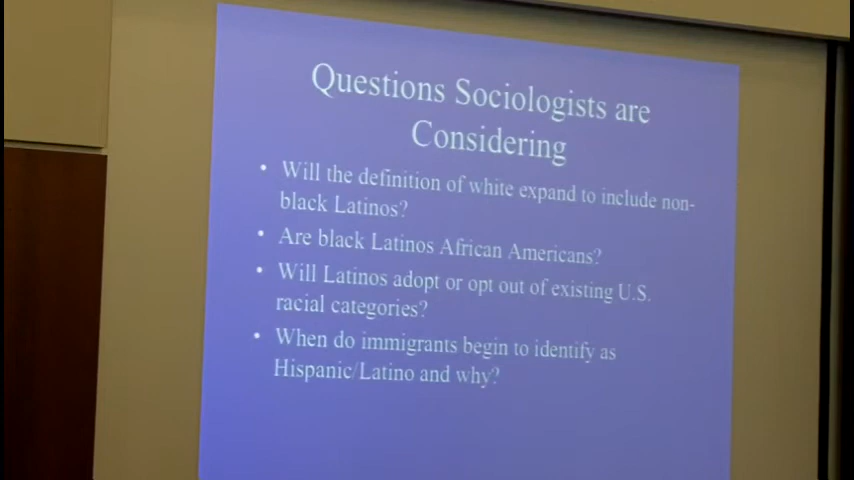 Questions Sociologists are
Considering
• Will the definition of white expand to include non-
black Latinos?
• Are black Latinos African Americans?
• Will Latinos adopt or opt out of existing U.S.
racial categories?
• When do immigrants begin to identify as
Hispanic/Latino and why?